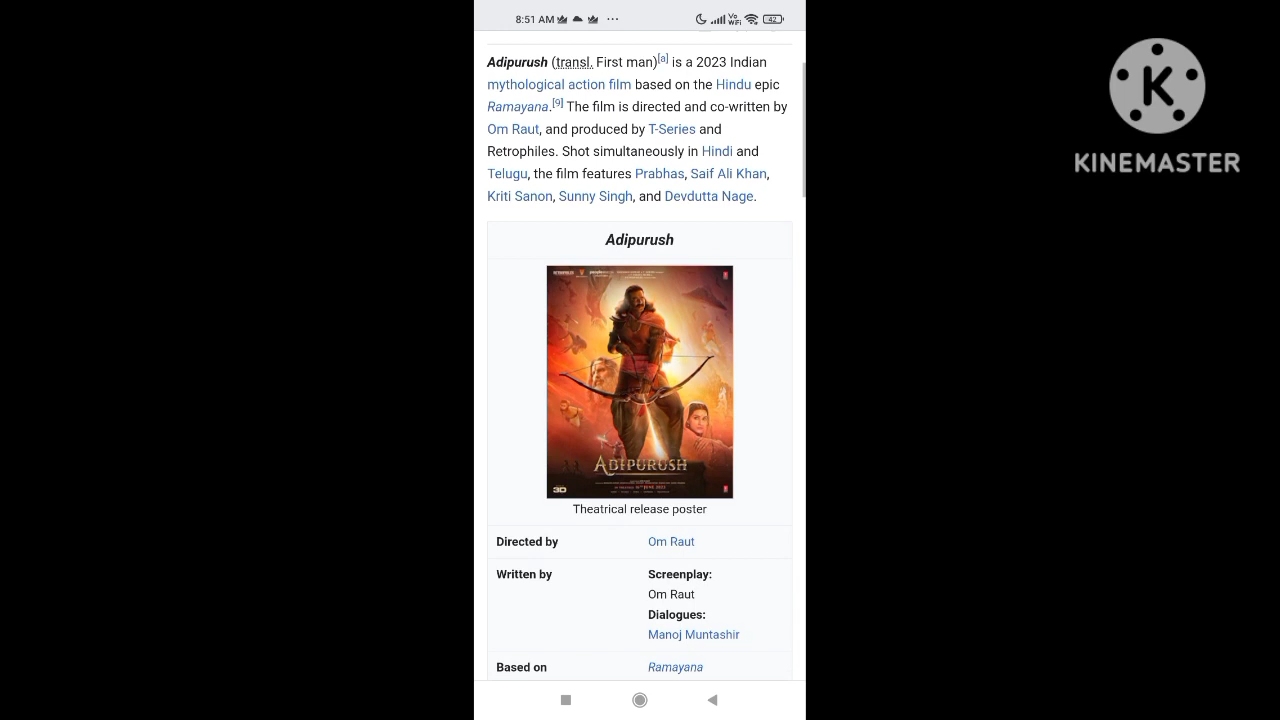 8:51 AM
Vo
WiFi
42
K
KINEMASTER
Adipurush (transl. First man)[a] is a 2023 Indian
mythological action film based on the Hindu epic
Ramayana.[9] The film is directed and co-written by
Om Raut, and produced by T-Series and
Retrophiles. Shot simultaneously in Hindi and
Telugu, the film features Prabhas, Saif Ali Khan,
Kriti Sanon, Sunny Singh, and Devdutta Nage.
Adipurush
ADIPURUSH
3D
Theatrical release poster
Directed by Om Raut
Written by Screenplay:
Om Raut
Dialogues:
Manoj Muntashir
Based on Ramayana